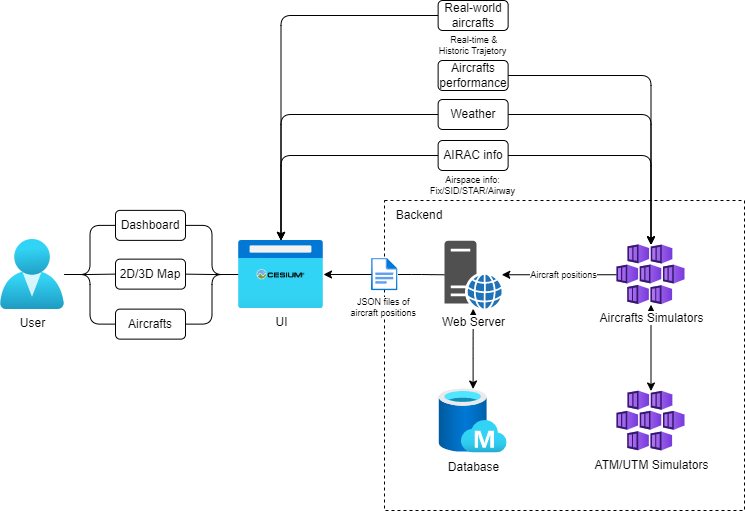 Real-world
aircrafts
Real-time &
Historic Trajetory
Aircrafts
performance
Weather
AIRAC info
Airspace info:
Fix/SID/STAR/Airway
Backend
Dashboard
2D/3D Map
Aircrafts
User
CESIUM
UI
JSON files of
aircraft positions
Web Server
Aircraft positions
Aircrafts Simulators
M
Database
ATM/UTM Simulators